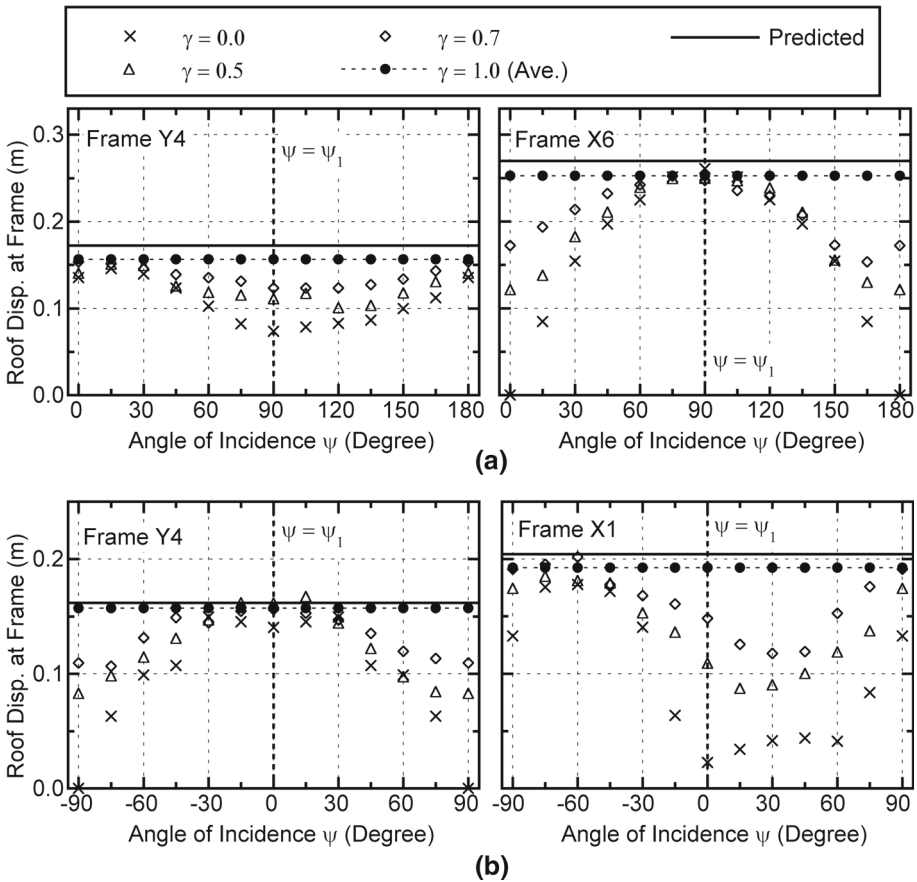 γ = 0.0
γ = 0.7
Predicted
γ = 0.5
γ = 1.0 (Ave.)
Roof Disp. at Frame (m)
0.3
0.2
0.1
0.0
Frame Y4
ψ = ψ1
0 30 60 90 120 150 180
Angle of Incidence ψ (Degree)
Frame X6
ψ = ψ1
0 30 60 90 120 150 180
Angle of Incidence ψ (Degree)
(a)
Roof Disp. at Frame (m)
0.2
0.1
0.0
Frame Y4
ψ = ψ1
-90 -60 -30 0 30 60 90
Angle of Incidence ψ (Degree)
Frame X1
ψ = ψ1
-90 -60 -30 0 30 60 90
Angle of Incidence ψ (Degree)
(b)